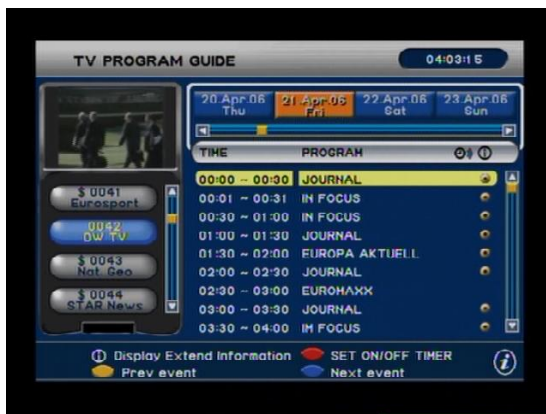 TV PROGRAM GUIDE
04:03:15
20.Apr.06 21.Apr.06 22.Apr.06 23.Apr.06
Thu Fri Sat Sun
TIME PROGRAM
00:00 ~ 00:30 JOURNAL
00:01 ~ 00:31 IN FOCUS
00:30 ~ 01:00 IN FOCUS
01:00 ~ 01:30 JOURNAL
01:30 ~ 02:00 EUROPA AKTUELL
02:00 ~ 02:30 JOURNAL
02:30 ~ 03:00 EUROMAXX
03:00 ~ 03:30 JOURNAL
03:30 ~ 04:00 IN FOCUS
$ 0041
Eurosport
0042
DW TV
$ 0043
Nat. Geo
$ 0044
STAR News
Display Extend Information SET ON/OFF TIMER
Prev event Next event